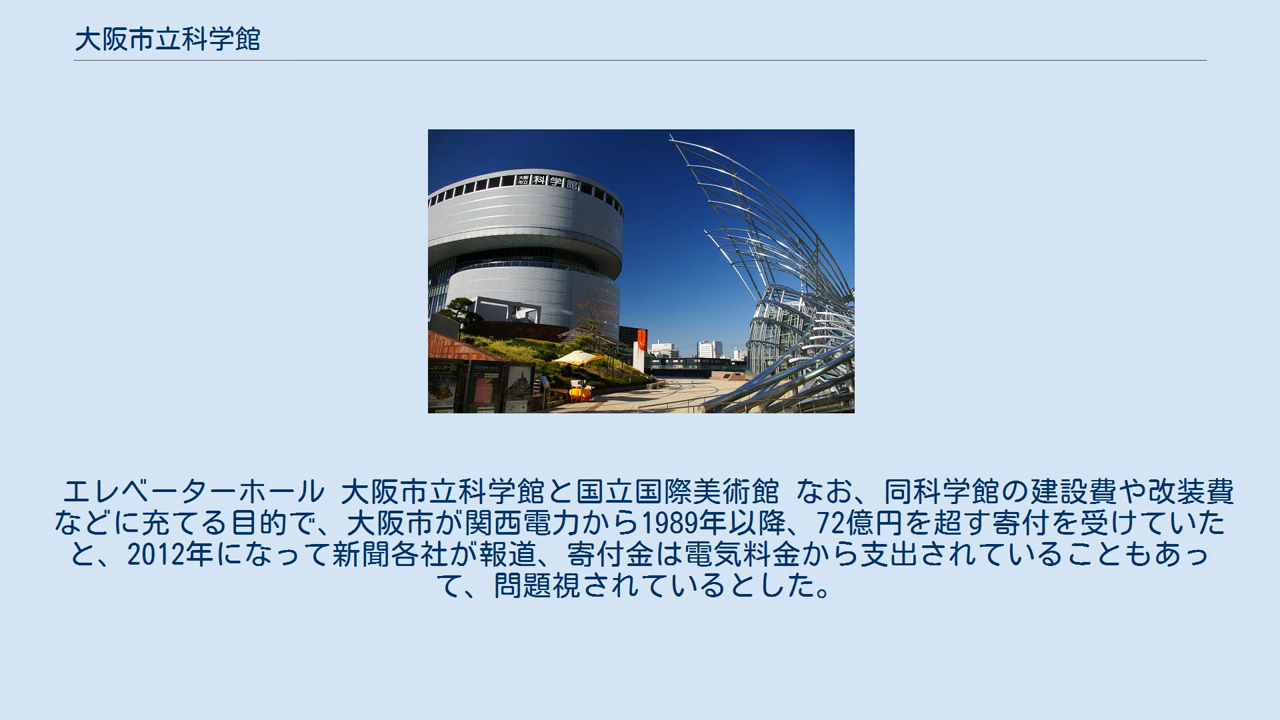 大阪市立科学館
大阪
市立 科学館
エレベーターホール 大阪市立科学館と国立国際美術館 なお、同科学館の建設費や改装費
などに充てる目的で、大阪市が関西電力から1989年以降、72億円を超す寄付を受けていた
と、2012年になって新聞各社が報道、寄付金は電気料金から支出されていることもあっ
て、問題視されているとした。